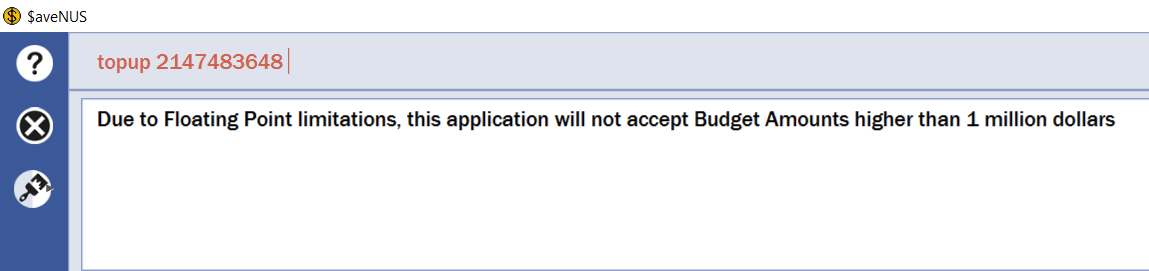 $aveNUS
topup 2147483648
Due to Floating Point limitations, this application will not accept Budget Amounts higher than 1 million dollars